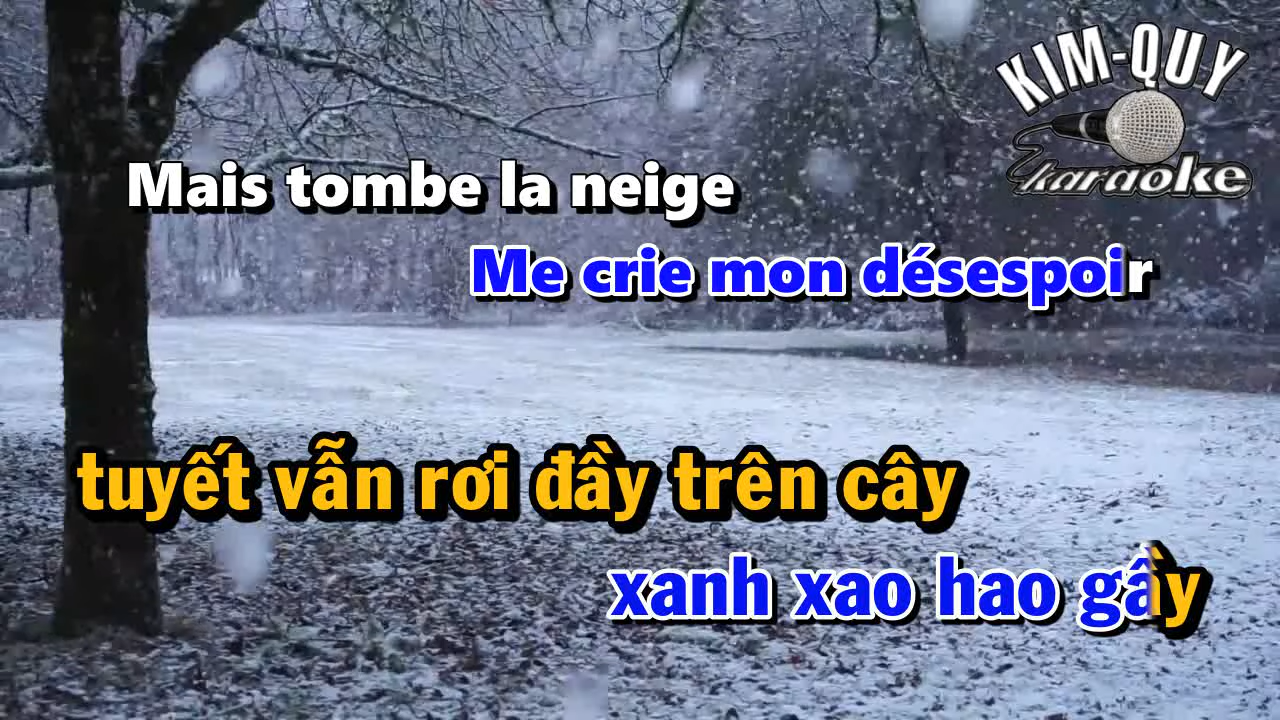 KIM-QUY
karaoke
Mais tombe la neige
Me crie mon désespoir
tuyết vẫn rơi đầy trên cây
xanh xao hao gầy